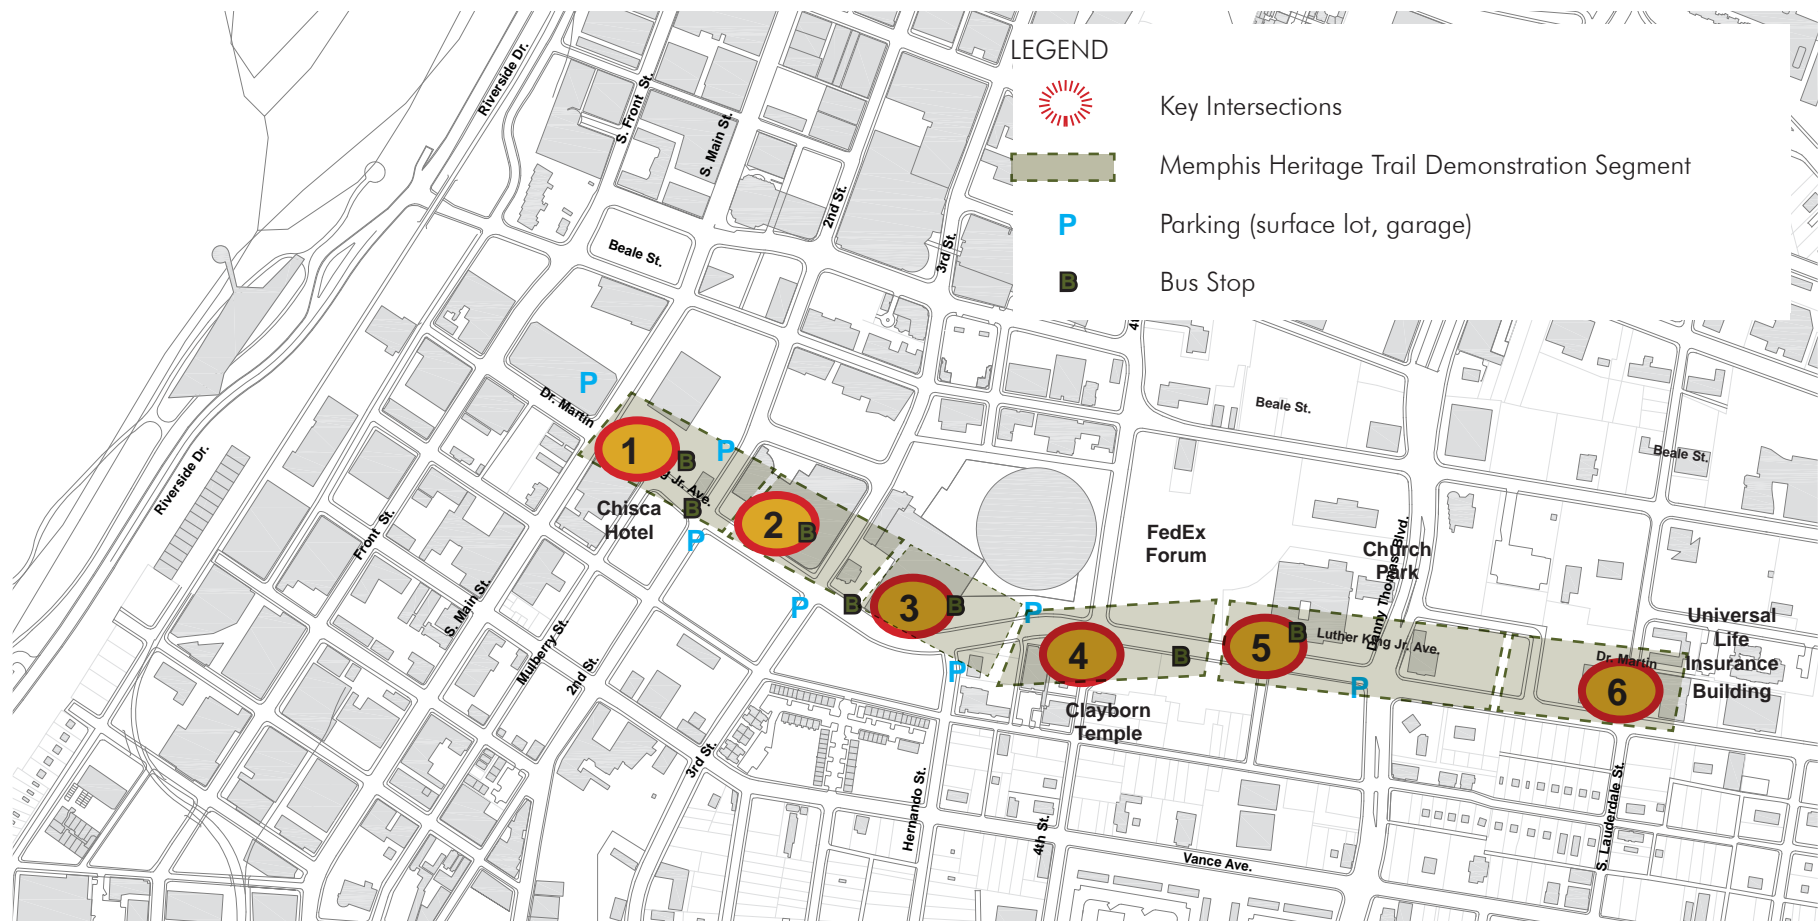 LEGEND
Key Intersections
Memphis Heritage Trail Demonstration Segment
P
Parking (surface lot, garage)
B
Bus Stop
Riverside Dr.
S. Front St.
S. Main St.
2nd St.
3rd St.
Beale St.
Beale St.
Beale St.
P
Dr. Martin
1
B
P
g Jr. Ave.
B
P
Chisca
Hotel
2
B
Riverside Dr.
Front St.
S. Main St.
Mulberry St.
2nd St.
3rd St.
P
B
3
B
P
P
FedEx
Forum
Church
Park
Danny Thomas Blvd.
4
B
5
B
Luther King Jr. Ave.
P
Dr. Martin
6
Universal
Life
Insurance
Building
Clayborn
Temple
Hernando St.
4th St.
Vance Ave.
S. Lauderdale St.